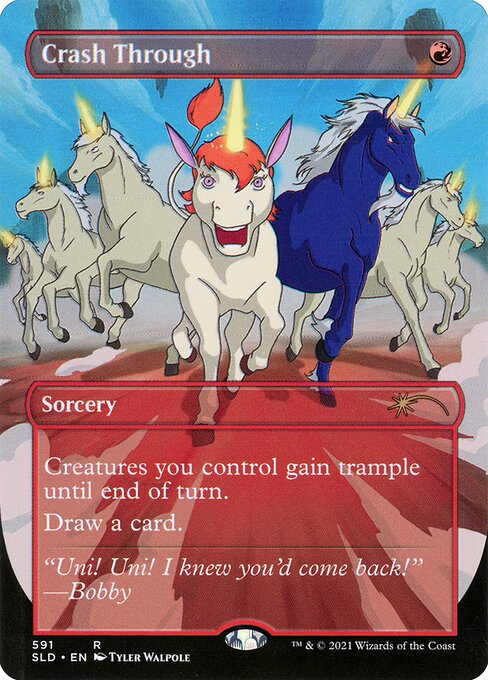 Crash Through
Sorcery
Creatures you control gain trample
until end of turn.
Draw a card.
“Uni! Uni! I knew you’d come back!”
—Bobby
591 R
SLD • EN Tyler Walpole
™ & © 2021 Wizards of the Coast